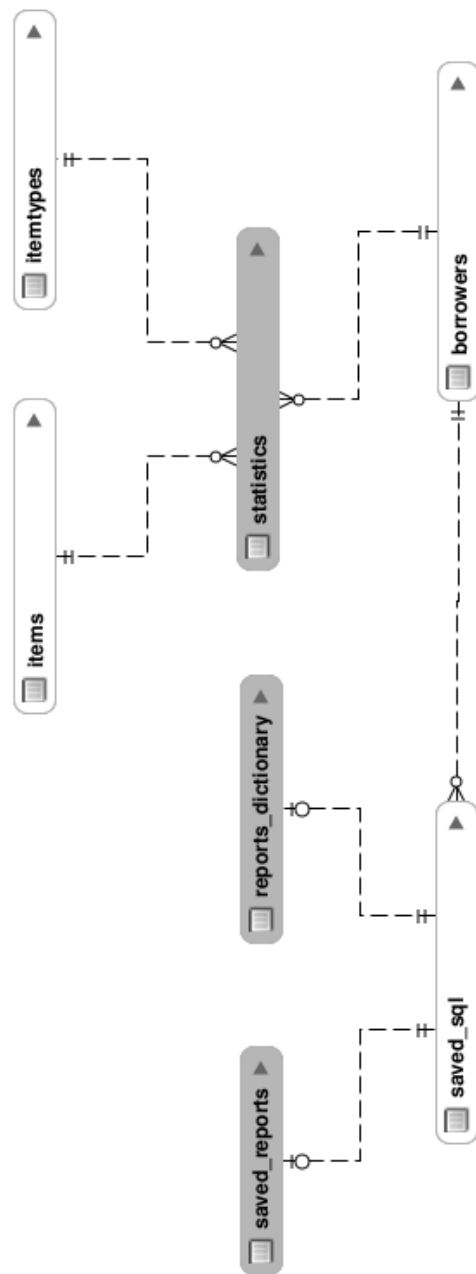 items
itemtypes
saved_reports
reports_dictionary
statistics
saved_sql
borrowers